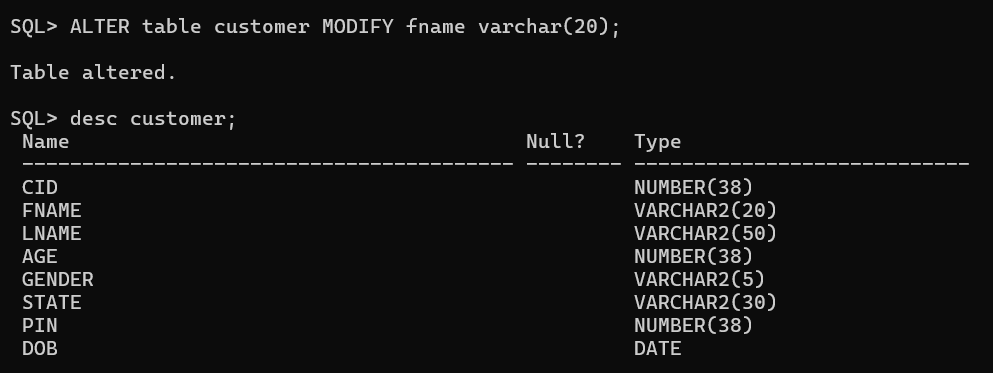 SQL> ALTER table customer MODIFY fname varchar(20);
Table altered.
SQL> desc customer;
Name                                      Null?    Type
----------------------------------------- -------- ----------------------------
CID                                                NUMBER(38)
FNAME                                              VARCHAR2(20)
LNAME                                              VARCHAR2(50)
AGE                                                NUMBER(38)
GENDER                                             VARCHAR2(5)
STATE                                              VARCHAR2(30)
PIN                                                NUMBER(38)
DOB                                                DATE